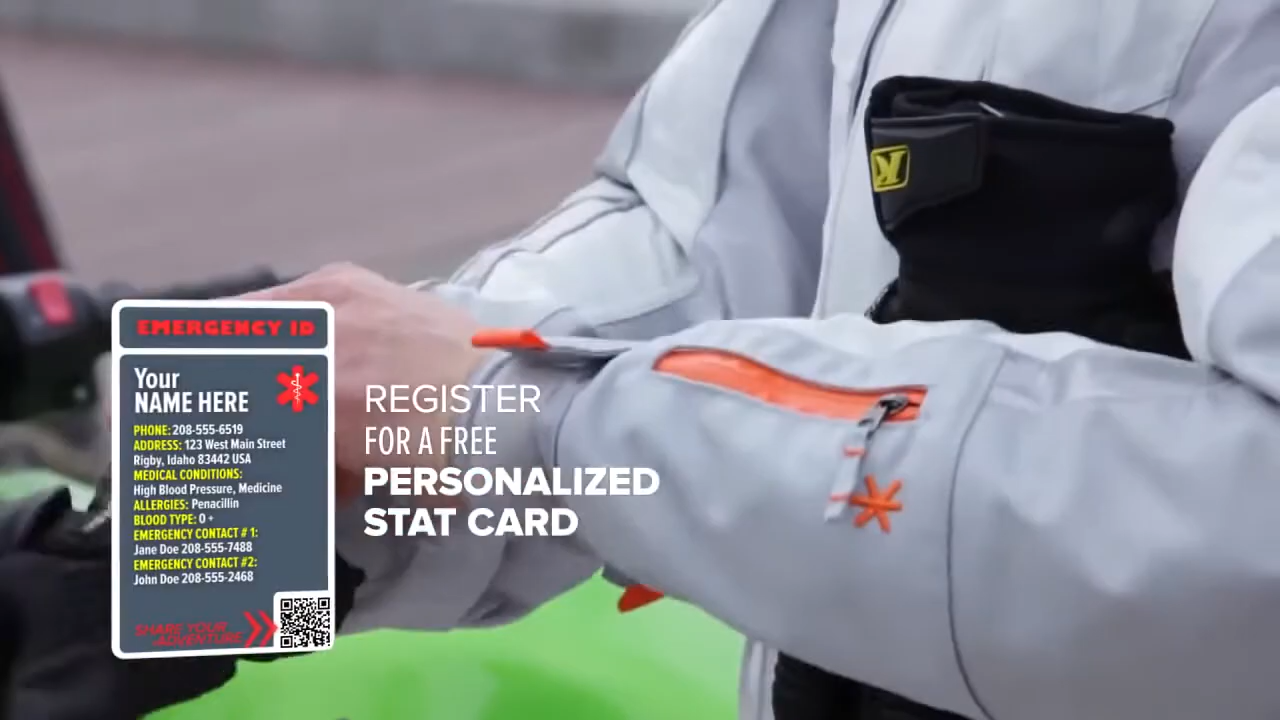 EMERGENCY ID
Your
NAME HERE
PHONE: 208-555-6519
ADDRESS: 123 West Main Street
Rigby, Idaho 83442 USA
MEDICAL CONDITIONS:
High Blood Pressure, Medicine
ALLERGIES: Penicillin
BLOOD TYPE: O +
EMERGENCY CONTACT # 1:
Jane Doe 208-555-7488
EMERGENCY CONTACT #2:
John Doe 208-555-2468
SHARE YOUR
ADVENTURE
REGISTER
FOR A FREE
PERSONALIZED
STAT CARD